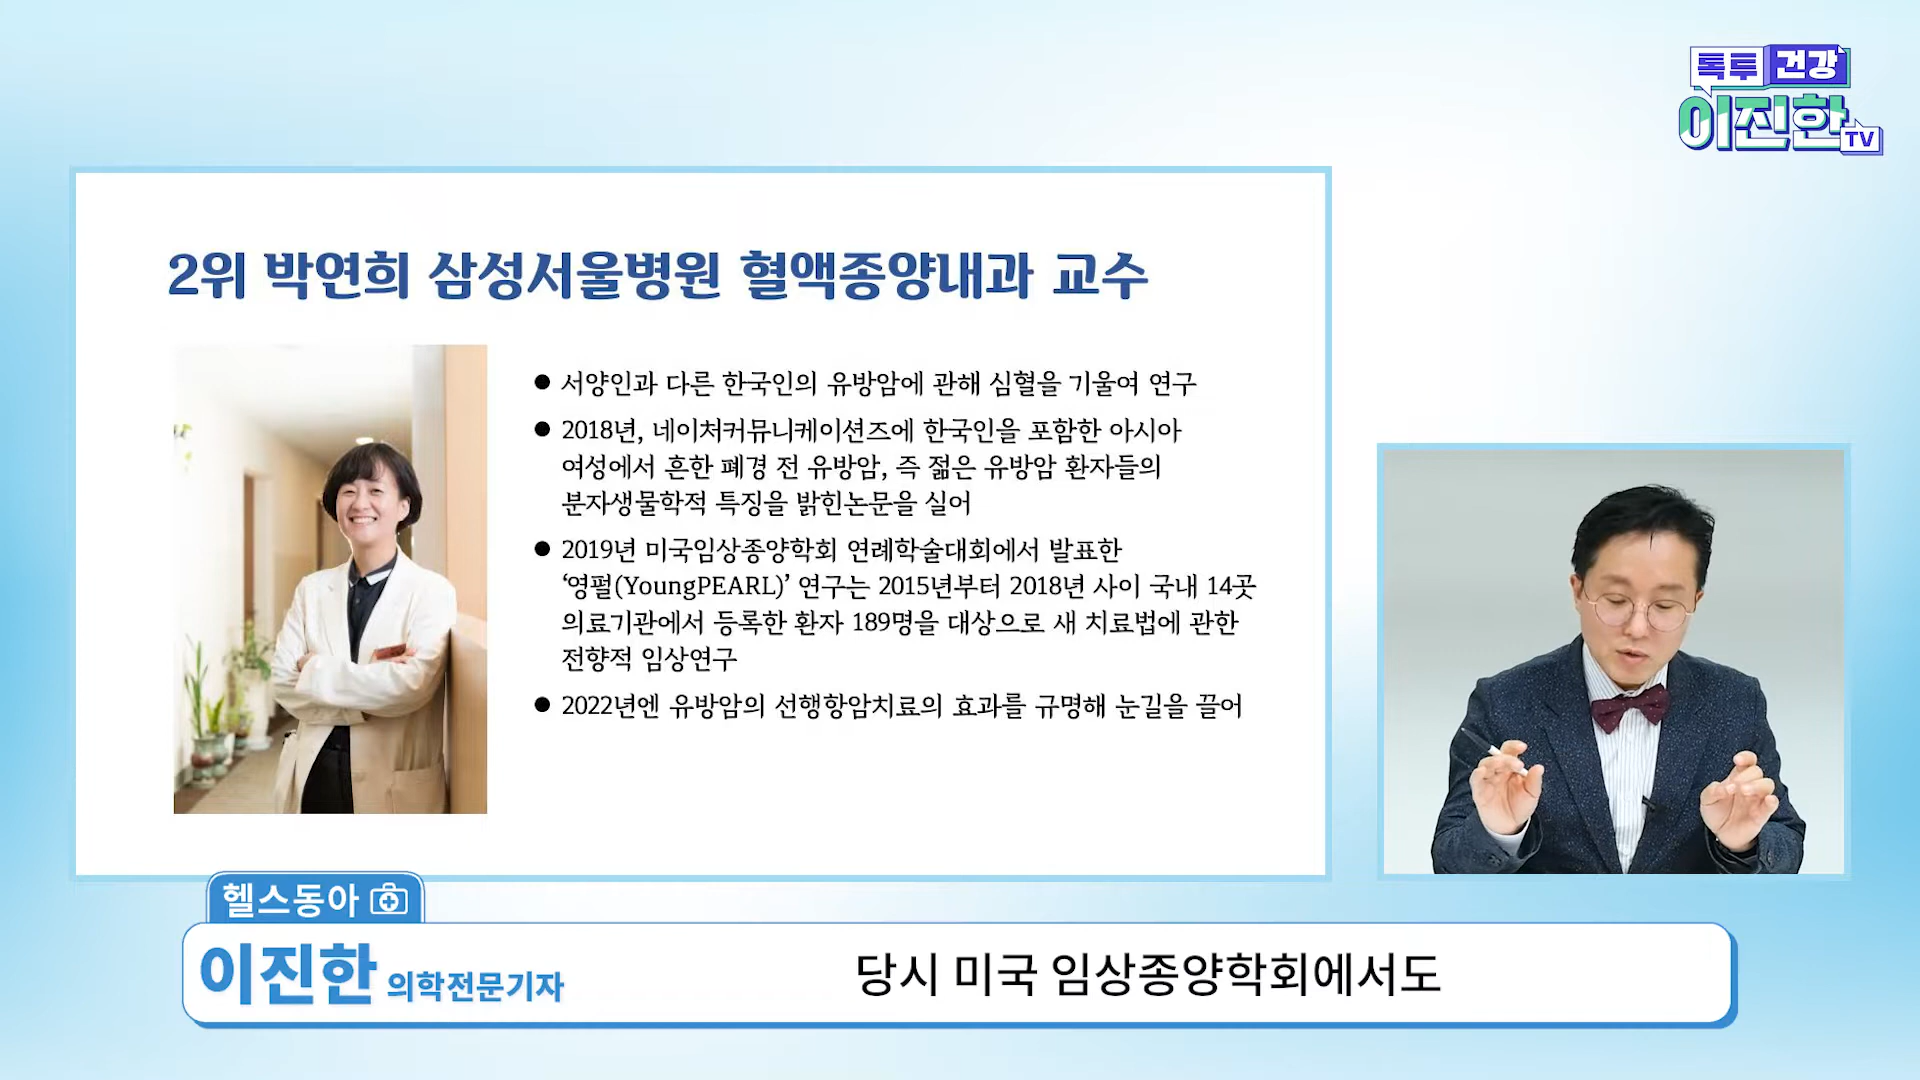 톡투 건강
이진한 TV
2위 박연희 삼성서울병원 혈액종양내과 교수
● 서양인과 다른 한국인의 유방암에 관해 심혈을 기울여 연구
● 2018년, 네이처커뮤니케이션즈에 한국인을 포함한 아시아
여성에서 흔한 폐경 전 유방암, 즉 젊은 유방암 환자들의
분자생물학적 특징을 밝힌논문을 실어
● 2019년 미국임상종양학회 연례학술대회에서 발표한
‘영펄(YoungPEARL)’ 연구는 2015년부터 2018년 사이 국내 14곳
의료기관에서 등록한 환자 189명을 대상으로 새 치료법에 관한
전향적 임상연구
● 2022년엔 유방암의 선행항암치료의 효과를 규명해 눈길을 끌어
헬스동아
이진한 의학전문기자
당시 미국 임상종양학회에서도